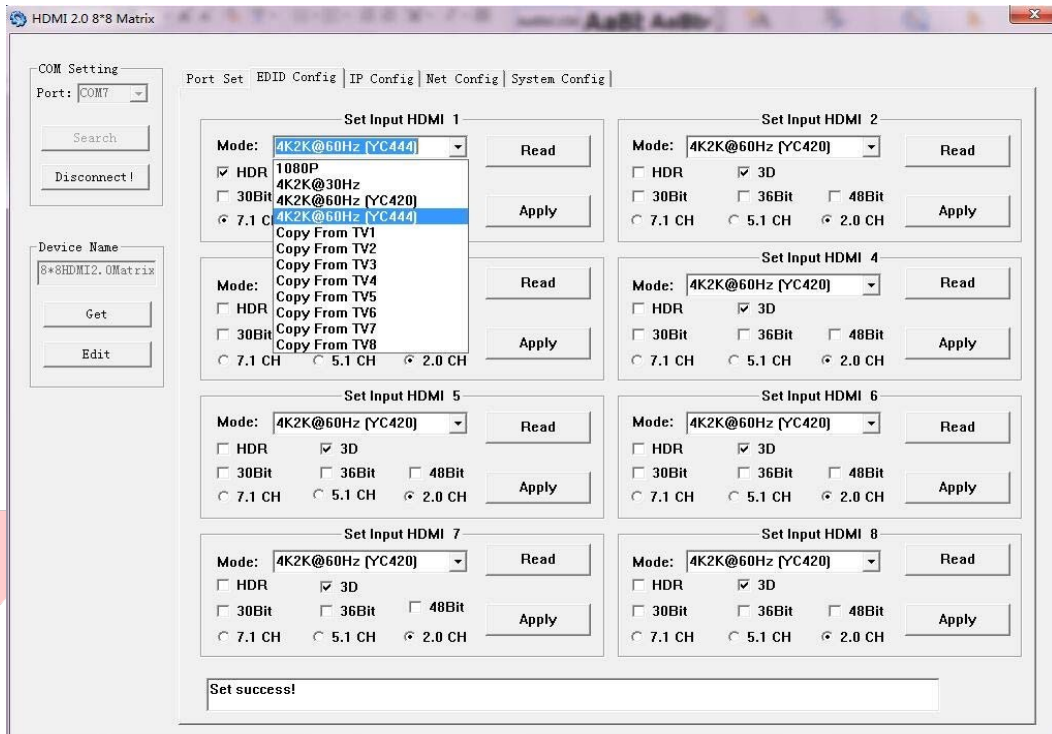 HDMI 2.0 8*8 Matrix
COM Setting
Port: COM7
Search
Disconnect!
Device Name
8*8HDMI2.0Matrix
Get
Edit
Port Set EDID Config IP Config Net Config System Config
Set Input HDMI 1
Mode: 4K2K@60Hz (YC444) Read
1080P
4K2K@30Hz
4K2K@60Hz (YC420)
4K2K@60Hz (YC444)
Copy From TV1
Copy From TV2
Copy From TV3
Copy From TV4
Copy From TV5
Copy From TV6
Copy From TV7
Copy From TV8
HDR
30Bit
7.1 Apply
Set Input HDMI 2
Mode: 4K2K@60Hz (YC420) Read
HDR 3D
30Bit 36Bit 48Bit
7.1 CH 5.1 CH 2.0 CH Apply
Mode: Read
HDR
30Bit
7.1 CH 5.1 CH 2.0 CH Apply
Set Input HDMI 4
Mode: 4K2K@60Hz (YC420) Read
HDR 3D
30Bit 36Bit 48Bit
7.1 CH 5.1 CH 2.0 CH Apply
Set Input HDMI 5
Mode: 4K2K@60Hz (YC420) Read
HDR 3D
30Bit 36Bit 48Bit
7.1 CH 5.1 CH 2.0 CH Apply
Set Input HDMI 6
Mode: 4K2K@60Hz (YC420) Read
HDR 3D
30Bit 36Bit 48Bit
7.1 CH 5.1 CH 2.0 CH Apply
Set Input HDMI 7
Mode: 4K2K@60Hz (YC420) Read
HDR 3D
30Bit 36Bit 48Bit
7.1 CH 5.1 CH 2.0 CH Apply
Set Input HDMI 8
Mode: 4K2K@60Hz (YC420) Read
HDR 3D
30Bit 36Bit 48Bit
7.1 CH 5.1 CH 2.0 CH Apply
Set success!